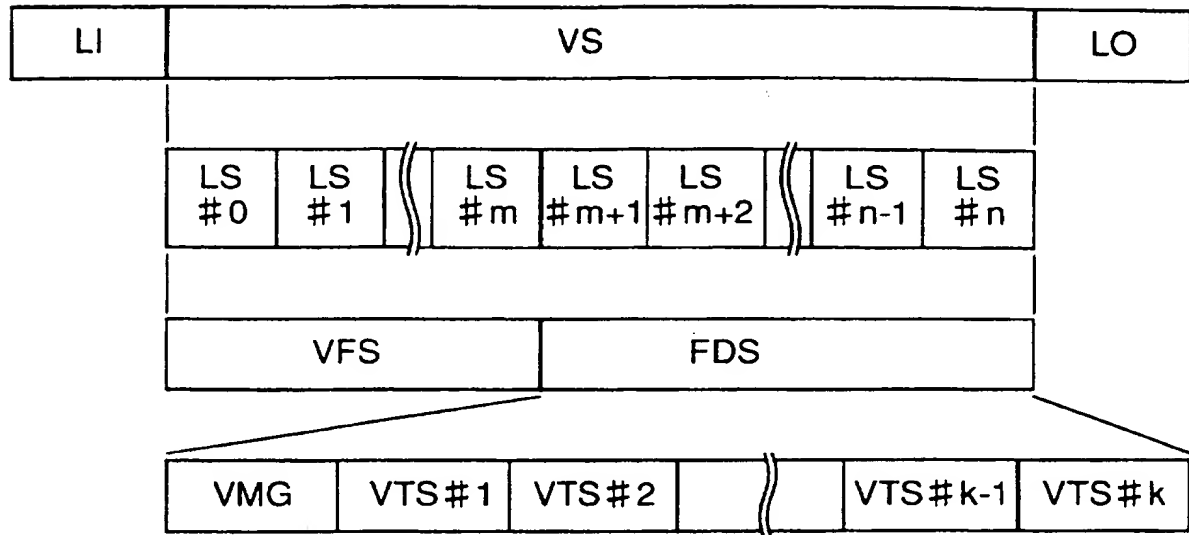 LI VS LO
LS LS LS LS LS LS LS
#0 #1 #m #m+1 #m+2 #n-1 #n
VFS FDS
VMG VTS#1 VTS#2 VTS#k-1 VTS#k